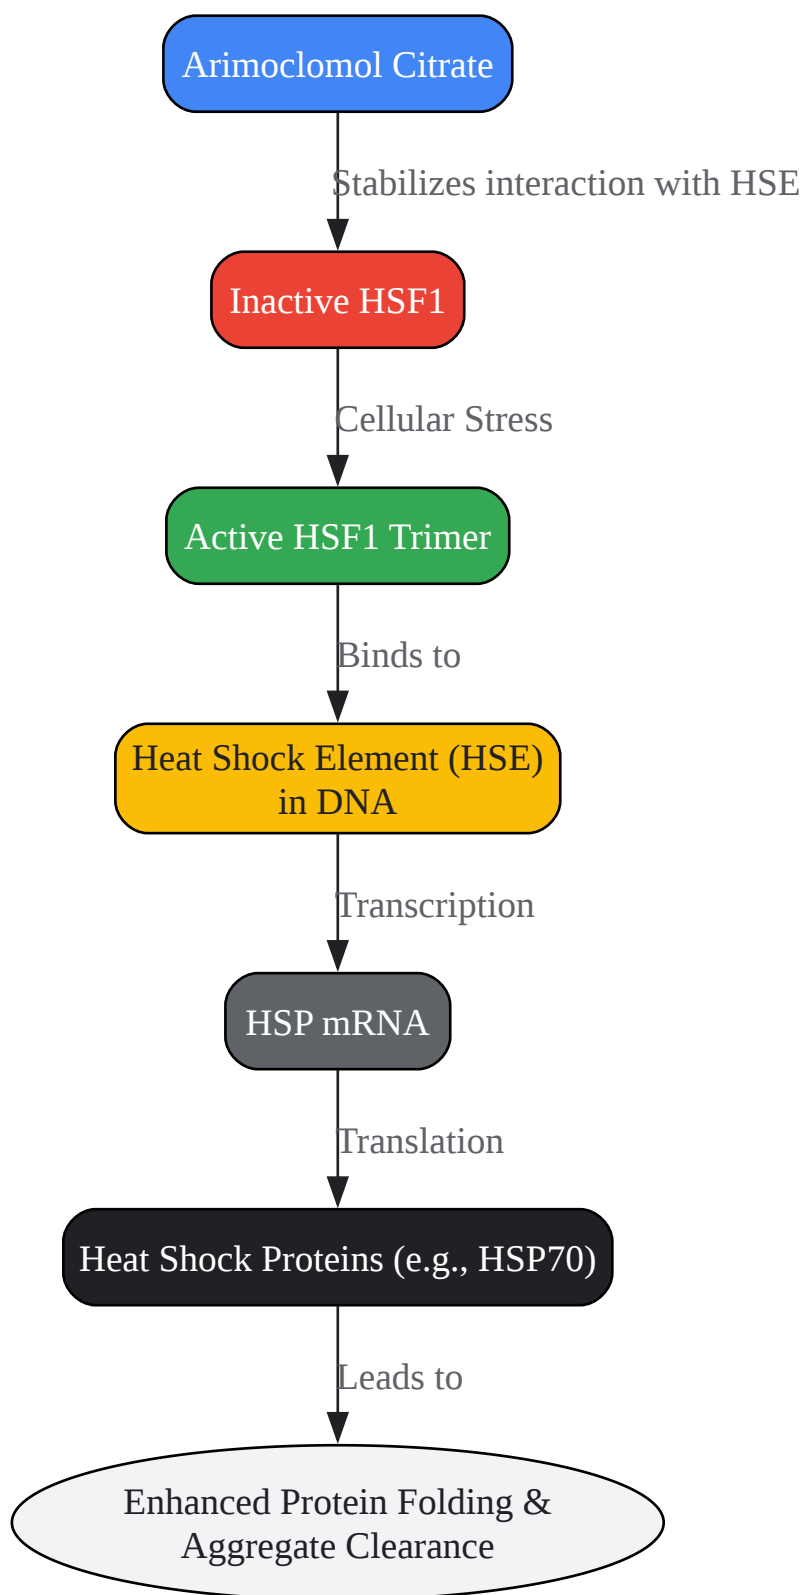 Arimoclomol Citrate
Stabilizes interaction with HSE
Inactive HSF1
Cellular Stress
Active HSF1 Trimer
Binds to
Heat Shock Element (HSE)
in DNA
Transcription
HSP mRNA
Translation
Heat Shock Proteins (e.g., HSP70)
Leads to
Enhanced Protein Folding &
Aggregate Clearance